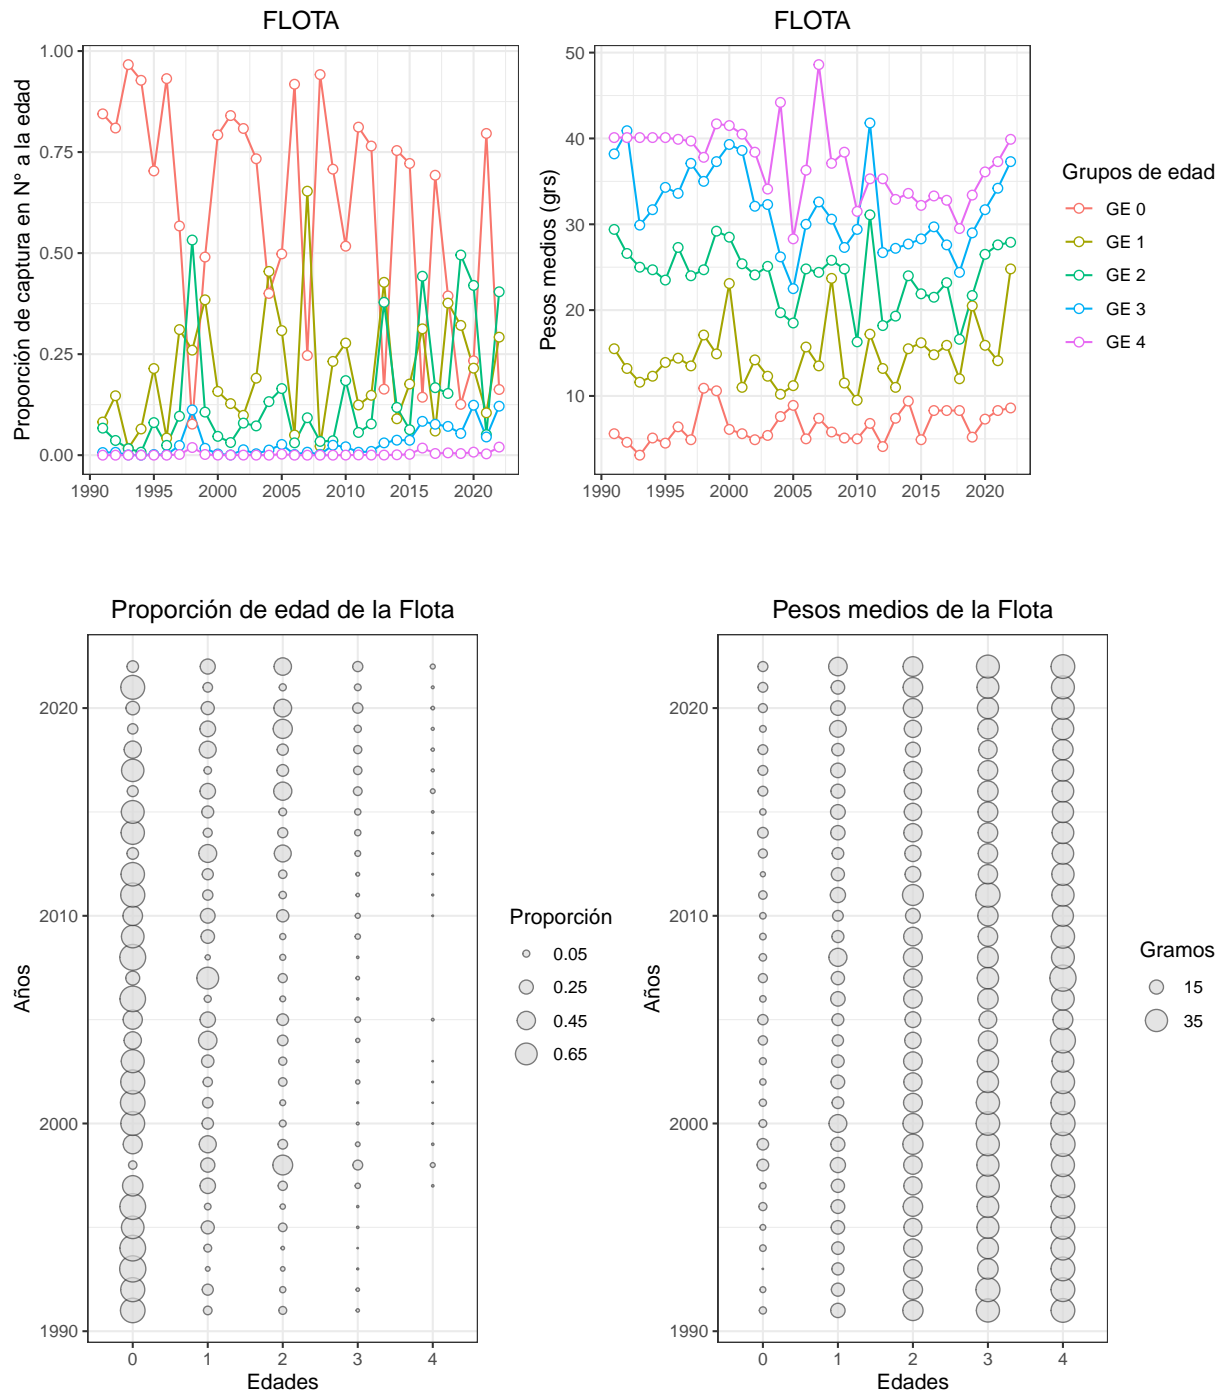 FLOTA
Proporción de captura en N° a la edad
1.00
0.75
0.50
0.25
0.00
1990 1995 2000 2005 2010 2015 2020
FLOTA
Pesos medios (grs)
50
40
30
20
10
1990 1995 2000 2005 2010 2015 2020
Grupos de edad
GE 0
GE 1
GE 2
GE 3
GE 4
Proporción de edad de la Flota
Años
2020
2010
2000
1990
0 1 2 3 4
Edades
Proporción
0.05
0.25
0.45
0.65
Pesos medios de la Flota
Años
2020
2010
2000
1990
0 1 2 3 4
Edades
Gramos
15
35